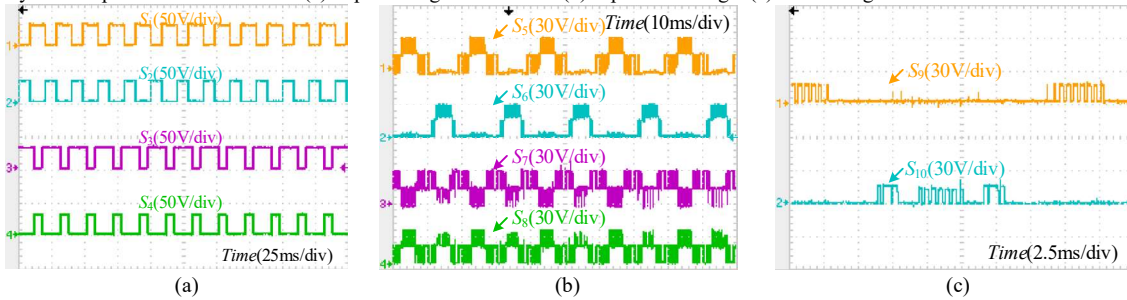 S1(50V/div)
S2(50V/div)
S3(50V/div)
S4(50V/div)
Time(25ms/div)
1
2
3
4
(a)
Time(10ms/div)
S5(30V/div)
S6(30V/div)
S7(30V/div)
S8(30V/div)
1
2
3
4
(b)
S9(30V/div)
S10(30V/div)
Time(2.5ms/div)
1
2
(c)